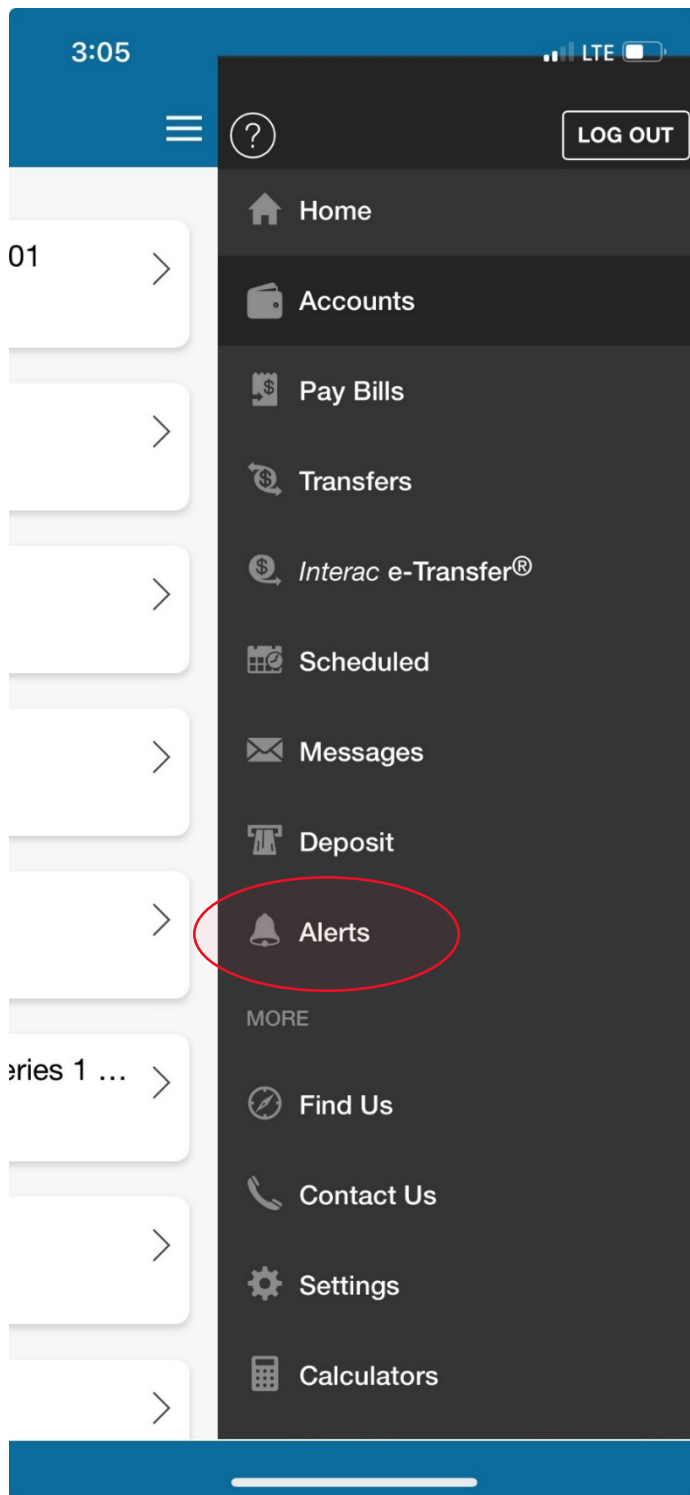 3:05
LTE
?
LOG OUT
Home
01
Accounts
Pay Bills
Transfers
Interac e-Transfer®
Scheduled
Messages
Deposit
Alerts
MORE
eries 1 ...
Find Us
Contact Us
Settings
Calculators